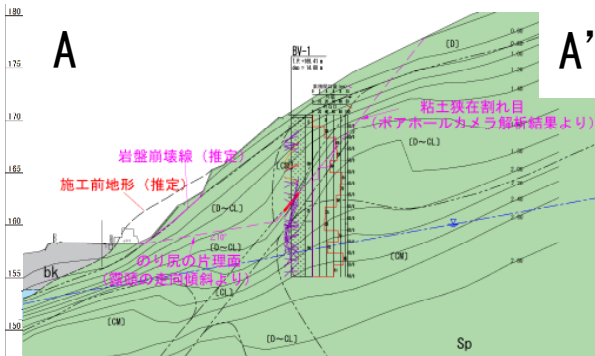 180
175
170
165
160
155
150
A
A'
BV-1
[D]
粘土狭在割れ目
(ボアホールカメラ解析結果より)
岩盤崩壊線（推定）
施工前地形（推定）
[CM]
[D～CL]
[D～CL]
[D～CL]
のり尻の片理面
(露頭の走向傾斜より)
bk
[CL]
[CM]
[CM]
[D～CL]
Sp